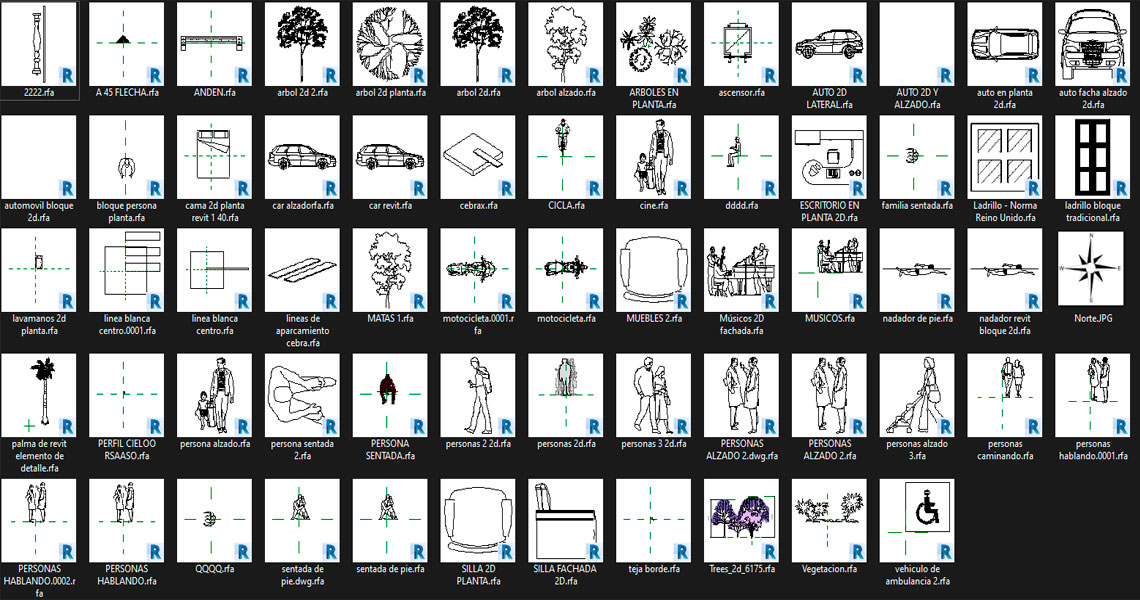 2222.rfa
A 45 FLECHA.rfa
ANDEN.rfa
arbol 2d 2.rfa
arbol 2d planta.rfa
arbol 2d.rfa
arbol alzado.rfa
ARBOLES EN
PLANTA.rfa
ascensor.rfa
AUTO 2D
LATERAL.rfa
AUTO 2D Y
ALZADO.rfa
auto en planta
2d.rfa
auto facha alzado
2d.rfa
automovil bloque
2d.rfa
bloque persona
planta.rfa
cama 2d planta
revit 1 40.rfa
car alzadorfa.rfa
car revit.rfa
cebrax.rfa
CICLA.rfa
cine.rfa
dddd.rfa
ESCRITORIO EN
PLANTA 2D.rfa
familia sentada.rfa
Ladrillo - Norma
Reino Unido.rfa
ladrillo bloque
tradicional.rfa
lavamanos 2d
planta.rfa
linea blanca
centro.0001.rfa
linea blanca
centro.rfa
lineas de
aparcamiento
cebra.rfa
MATAS 1.rfa
motocicleta.0001.r
fa
motocicleta.rfa
MUEBLES 2.rfa
Músicos 2D
fachada.rfa
MUSICOS.rfa
nadador de pie.rfa
nadador revit
bloque 2d.rfa
N
W
E
S
Norte.JPG
palma de revit
elemento de
detalle.rfa
PERFIL CIELOO
RSAASO.rfa
persona alzado.rfa
persona sentada
2.rfa
PERSONA
SENTADA.rfa
personas 2 2d.rfa
personas 2d.rfa
personas 3 2d.rfa
PERSONAS
ALZADO 2.dwg.rfa
PERSONAS
ALZADO 2.rfa
personas alzado
3.rfa
personas
caminando.rfa
personas
hablando.0001.rfa
PERSONAS
HABLANDO.0002.r
fa
PERSONAS
HABLANDO.rfa
QQQQ.rfa
sentada de
pie.dwg.rfa
sentada de pie.rfa
SILLA 2D
PLANTA.rfa
SILLA FACHADA
2D.rfa
teja borde.rfa
Trees_2d_6175.rfa
Vegetacion.rfa
vehiculo de
ambulancia 2.rfa